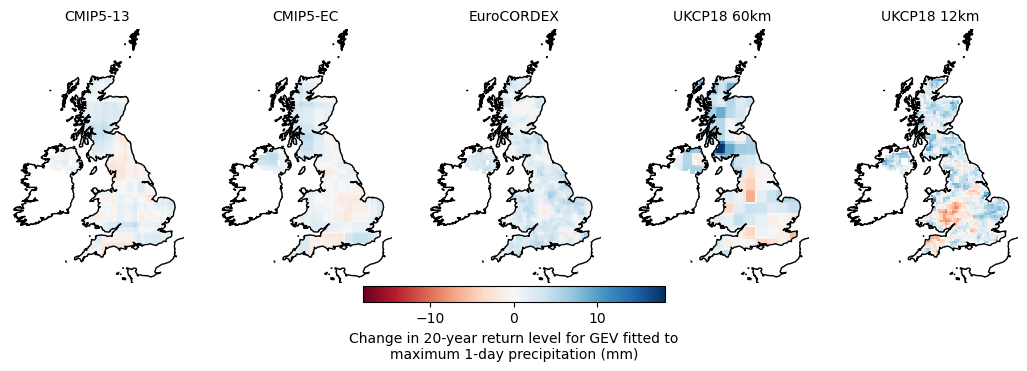 CMIP5-13
CMIP5-EC
EuroCORDEX
UKCP18 60km
UKCP18 12km
−10
0
10
Change in 20-year return level for GEV fitted to
maximum 1-day precipitation (mm)